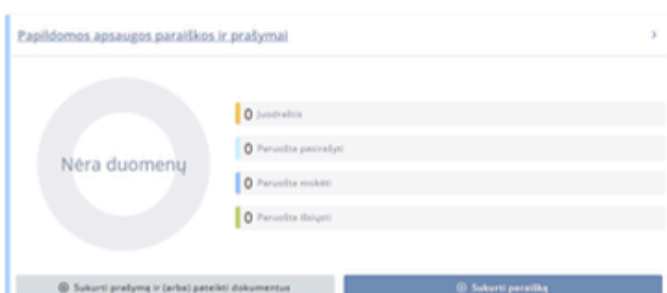 Papildomos apsaugos paraiškos ir prašymai
Nėra duomenų
0 Juodraštis
0 Paruošta pasirašyti
0 Paruošta mokėti
0 Paruošta išsiųsti
Sukurti prašymą ir (arba) pateikti dokumentus
Sukurti paraišką